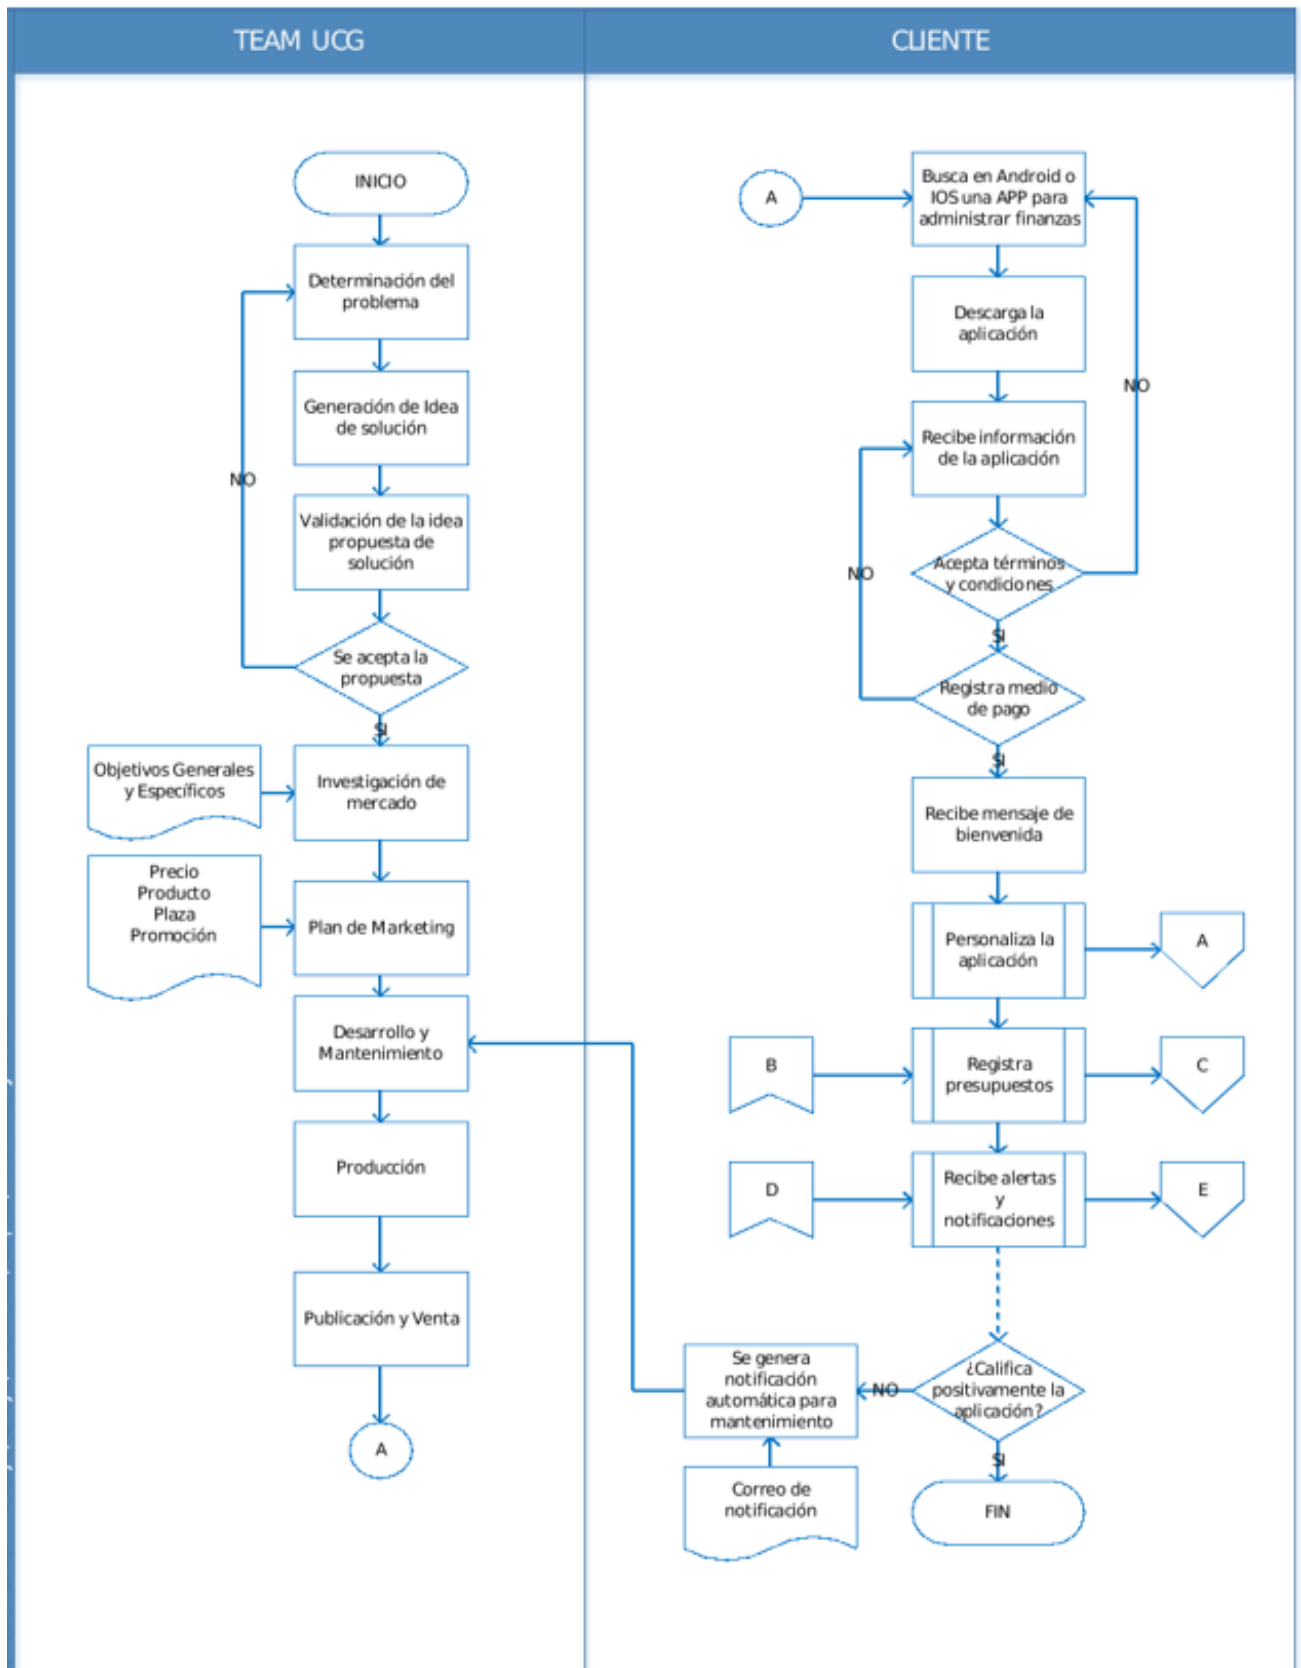 TEAM UCG
CLIENTE
INICIO
Determinación del
problema
Generación de Idea
de solución
NO
Validación de la idea
propuesta de
solución
Se acepta la
propuesta
SI
Objetivos Generales
y Específicos
Investigación de
mercado
Precio
Producto
Plaza
Promoción
Plan de Marketing
Desarrollo y
Mantenimiento
Producción
Publicación y Venta
A
A
Busca en Android o
IOS una APP para
administrar finanzas
Descarga la
aplicación
NO
Recibe información
de la aplicación
NO
Acepta términos
y condiciones
SI
Registra medio
de pago
SI
Recibe mensaje de
bienvenida
Personaliza la
aplicación
A
B
Registra
presupuestos
C
D
Recibe alertas
y
notificaciones
E
¿Califica
positivamente la
aplicación?
NO
Se genera
notificación
automática para
mantenimiento
Correo de
notificación
SI
FIN